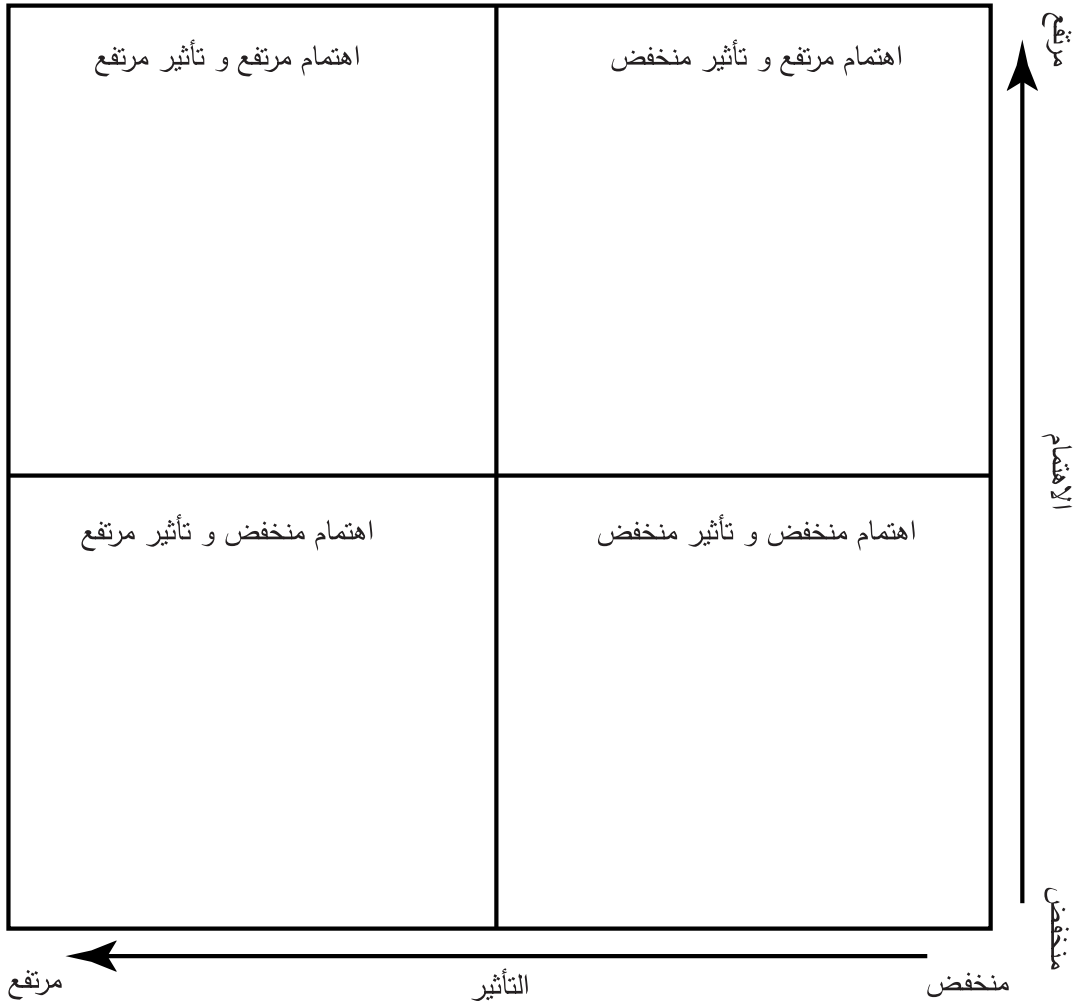 مرتفع
اهتمام مرتفع و تأثير منخفض
اهتمام مرتفع و تأثير مرتفع
الاهتمام
اهتمام منخفض و تأثير منخفض
اهتمام منخفض و تأثير مرتفع
منخفض
منخفض
التأثير
مرتفع